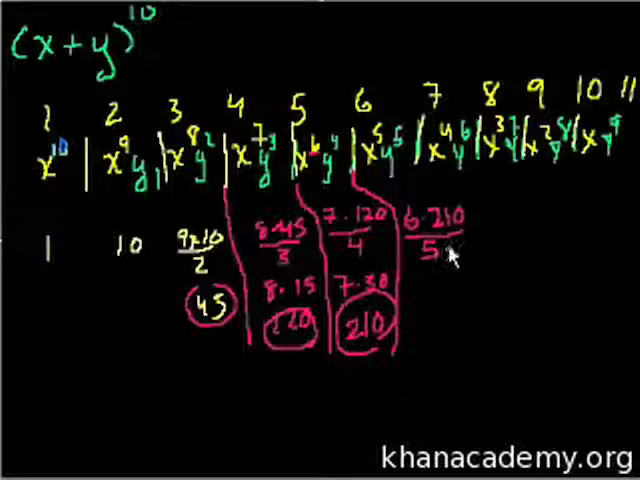 (x+y)^10
1 2 3 4 5 6 7 8 9 10 11
x^10 | x^9 y | x^8 y^2 | x^7 y^3 | x^6 y^4 | x^5 y^5 | x^4 y^6 | x^3 y^7 | x^2 y^8 | x y^9
1 10 9x10/2 8·45/3 7·120/4 6·210/5
45 8·15 7·30
120 210
khanacademy.org